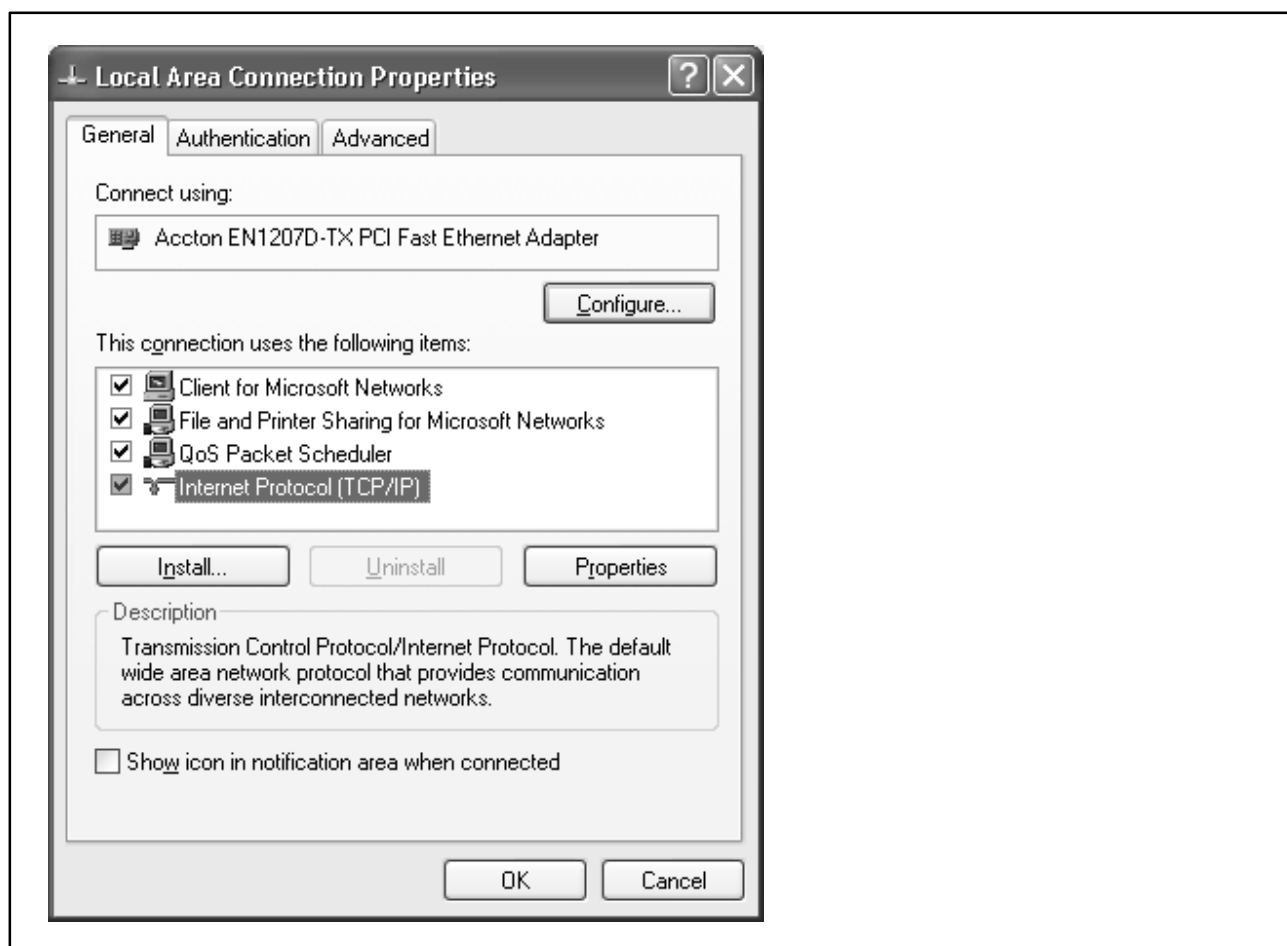 Local Area Connection Properties
General Authentication Advanced
Connect using:
Accton EN1207D-TX PCI Fast Ethernet Adapter
Configure...
This connection uses the following items:
Client for Microsoft Networks
File and Printer Sharing for Microsoft Networks
QoS Packet Scheduler
Internet Protocol (TCP/IP)
Install... Uninstall Properties
Description
Transmission Control Protocol/Internet Protocol. The default
wide area network protocol that provides communication
across diverse interconnected networks.
Show icon in notification area when connected
OK Cancel